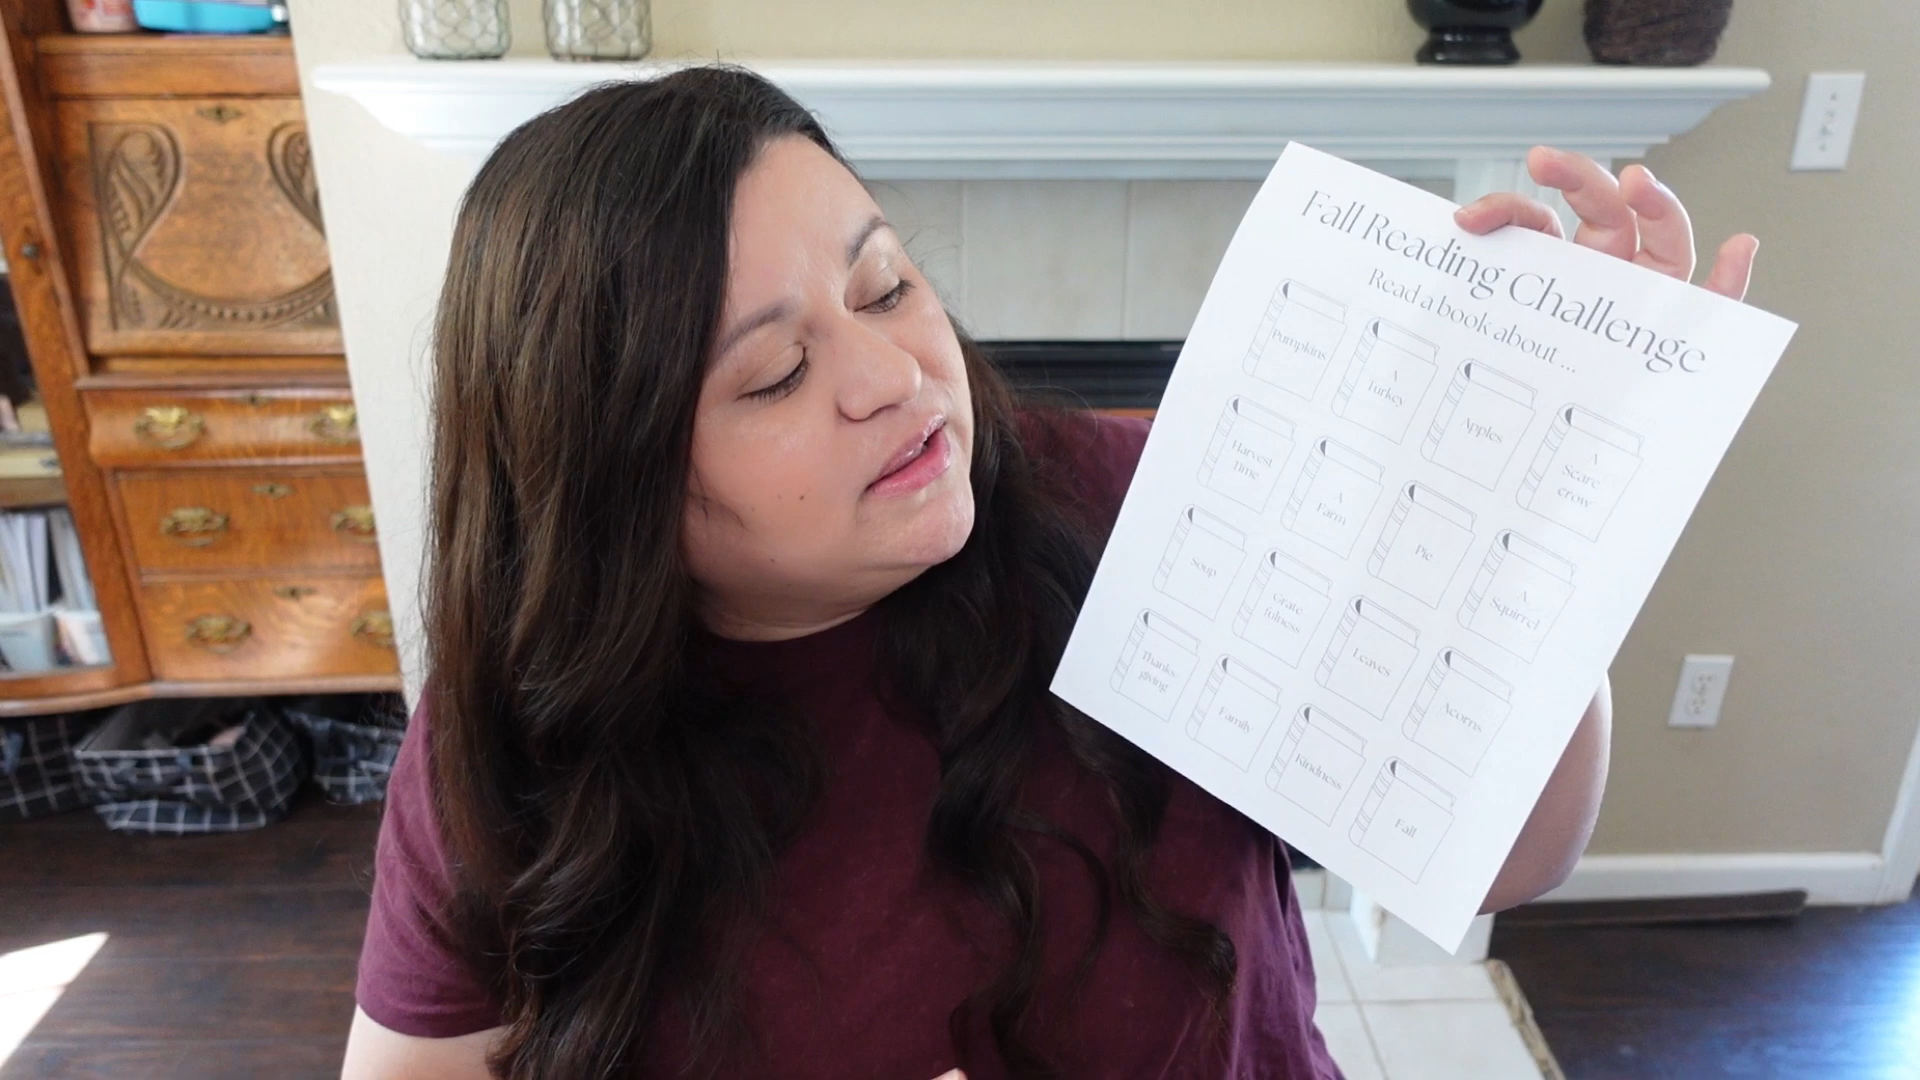 Fall Reading Challenge
Read a book about ...
Pumpkins
A
Turkey
Apples
A
Scare
crow
Harvest
Time
A
Farm
Pie
A
Squirrel
Soup
Grate
fulness
Leaves
Acorns
Thanks
giving
Family
Kindness
Fall